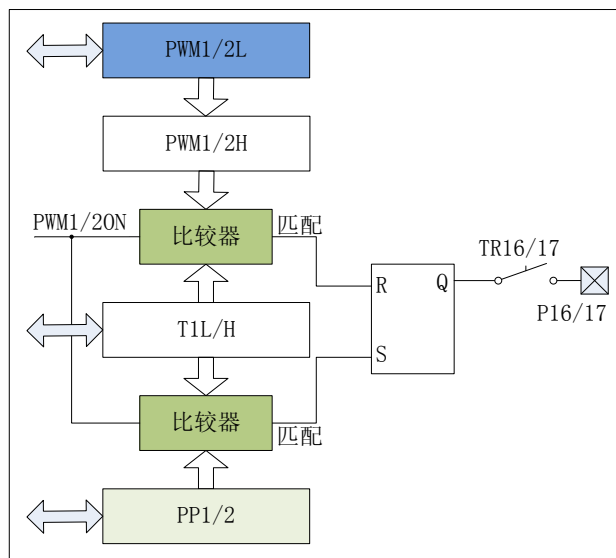 PWM1/2L
PWM1/2H
PWM1/2ON
比较器
匹配
TR16/17
R
Q
P16/17
T1L/H
S
比较器
匹配
PP1/2